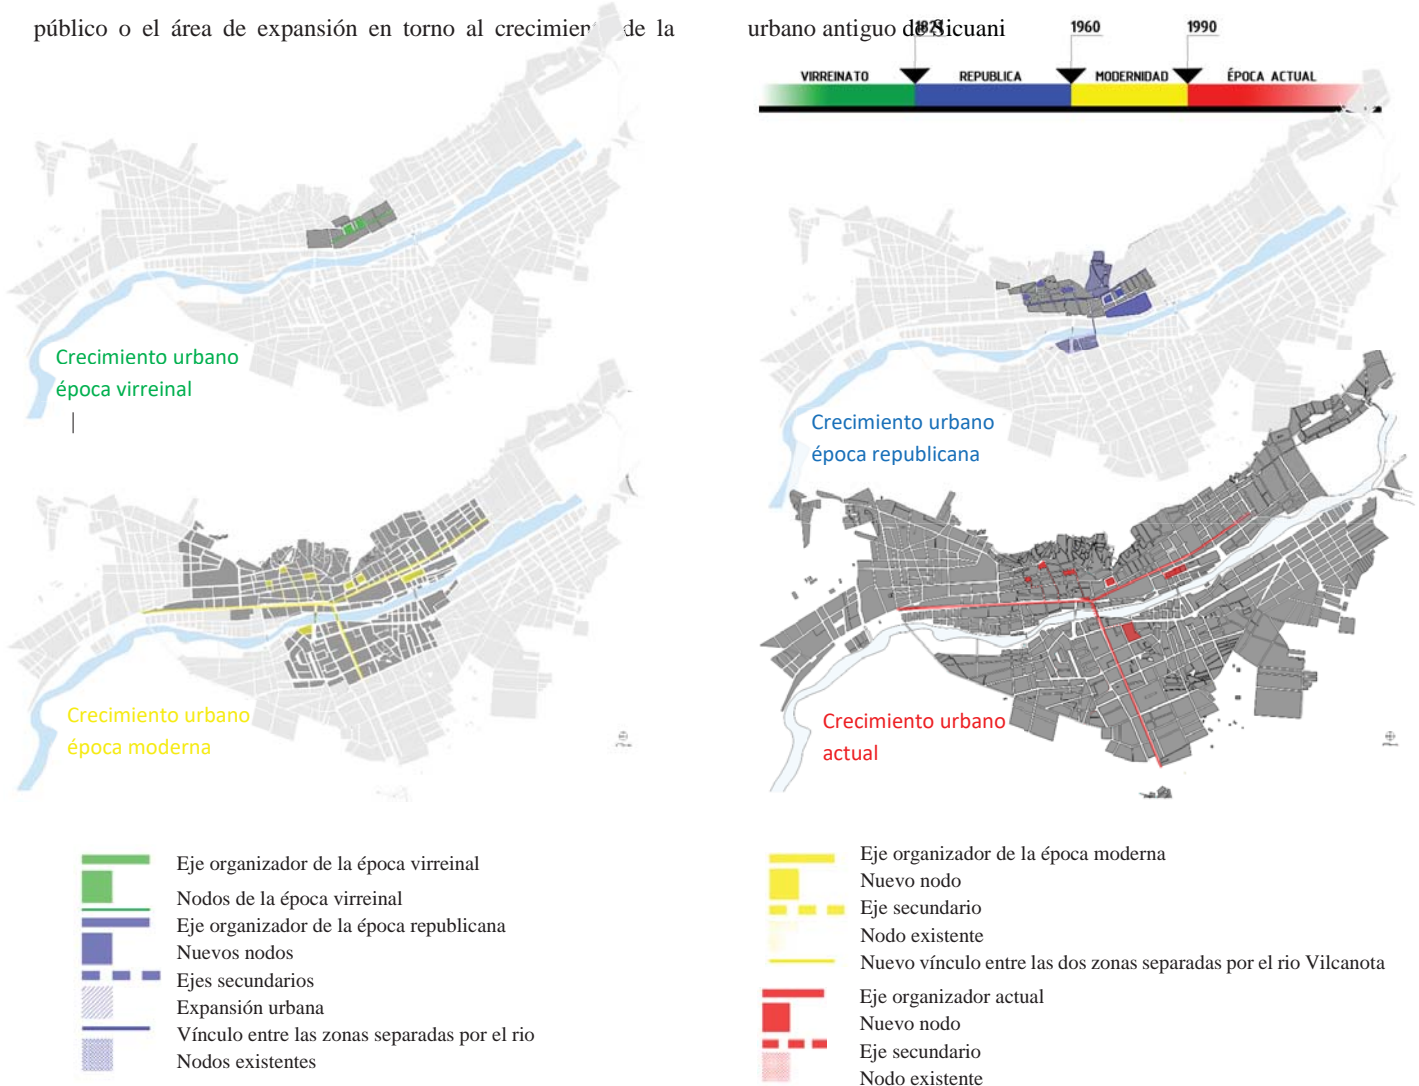 público o el área de expansión en torno al crecimiento de la
urbano antiguo de Sicuani
1960
1990
VIRREINATO
REPUBLICA
MODERNIDAD
ÉPOCA ACTUAL
Crecimiento urbano
época virreinal
Crecimiento urbano
época republicana
Crecimiento urbano
época moderna
Crecimiento urbano
actual
Eje organizador de la época virreinal
Nodos de la época virreinal
Eje organizador de la época republicana
Nuevos nodos
Ejes secundarios
Expansión urbana
Vínculo entre las zonas separadas por el rio
Nodos existentes
Eje organizador de la época moderna
Nuevo nodo
Eje secundario
Nodo existente
Nuevo vínculo entre las dos zonas separadas por el rio Vilcanota
Eje organizador actual
Nuevo nodo
Eje secundario
Nodo existente